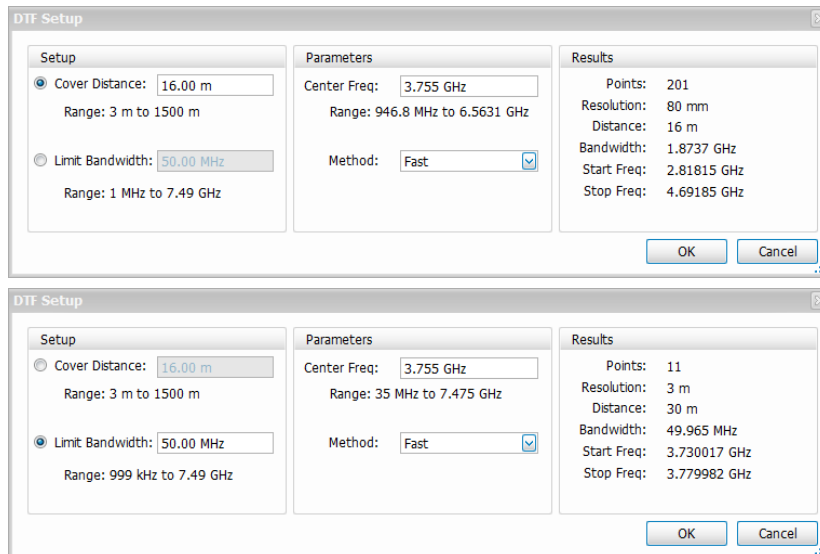 DTF Setup
Setup
Cover Distance: 16.00 m
Range: 3 m to 1500 m
Limit Bandwidth: 50.00 MHz
Range: 1 MHz to 7.49 GHz
Parameters
Center Freq: 3.755 GHz
Range: 946.8 MHz to 6.5631 GHz
Method: Fast
Results
Points: 201
Resolution: 80 mm
Distance: 16 m
Bandwidth: 1.8737 GHz
Start Freq: 2.81815 GHz
Stop Freq: 4.69185 GHz
OK Cancel
DTF Setup
Setup
Cover Distance: 16.00 m
Range: 3 m to 1500 m
Limit Bandwidth: 50.00 MHz
Range: 999 kHz to 7.49 GHz
Parameters
Center Freq: 3.755 GHz
Range: 35 MHz to 7.475 GHz
Method: Fast
Results
Points: 11
Resolution: 3 m
Distance: 30 m
Bandwidth: 49.965 MHz
Start Freq: 3.730017 GHz
Stop Freq: 3.779982 GHz
OK Cancel